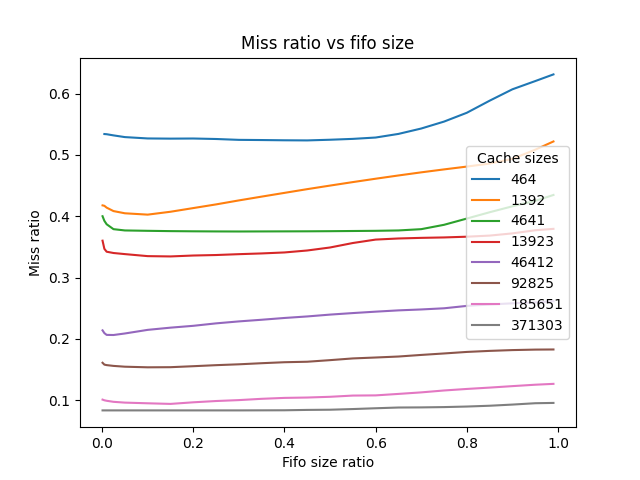 Miss ratio vs fifo size
Miss ratio
0.6
0.5
0.4
0.3
0.2
0.1
Cache sizes
464
1392
4641
13923
46412
92825
185651
371303
0.0 0.2 0.4 0.6 0.8 1.0
Fifo size ratio